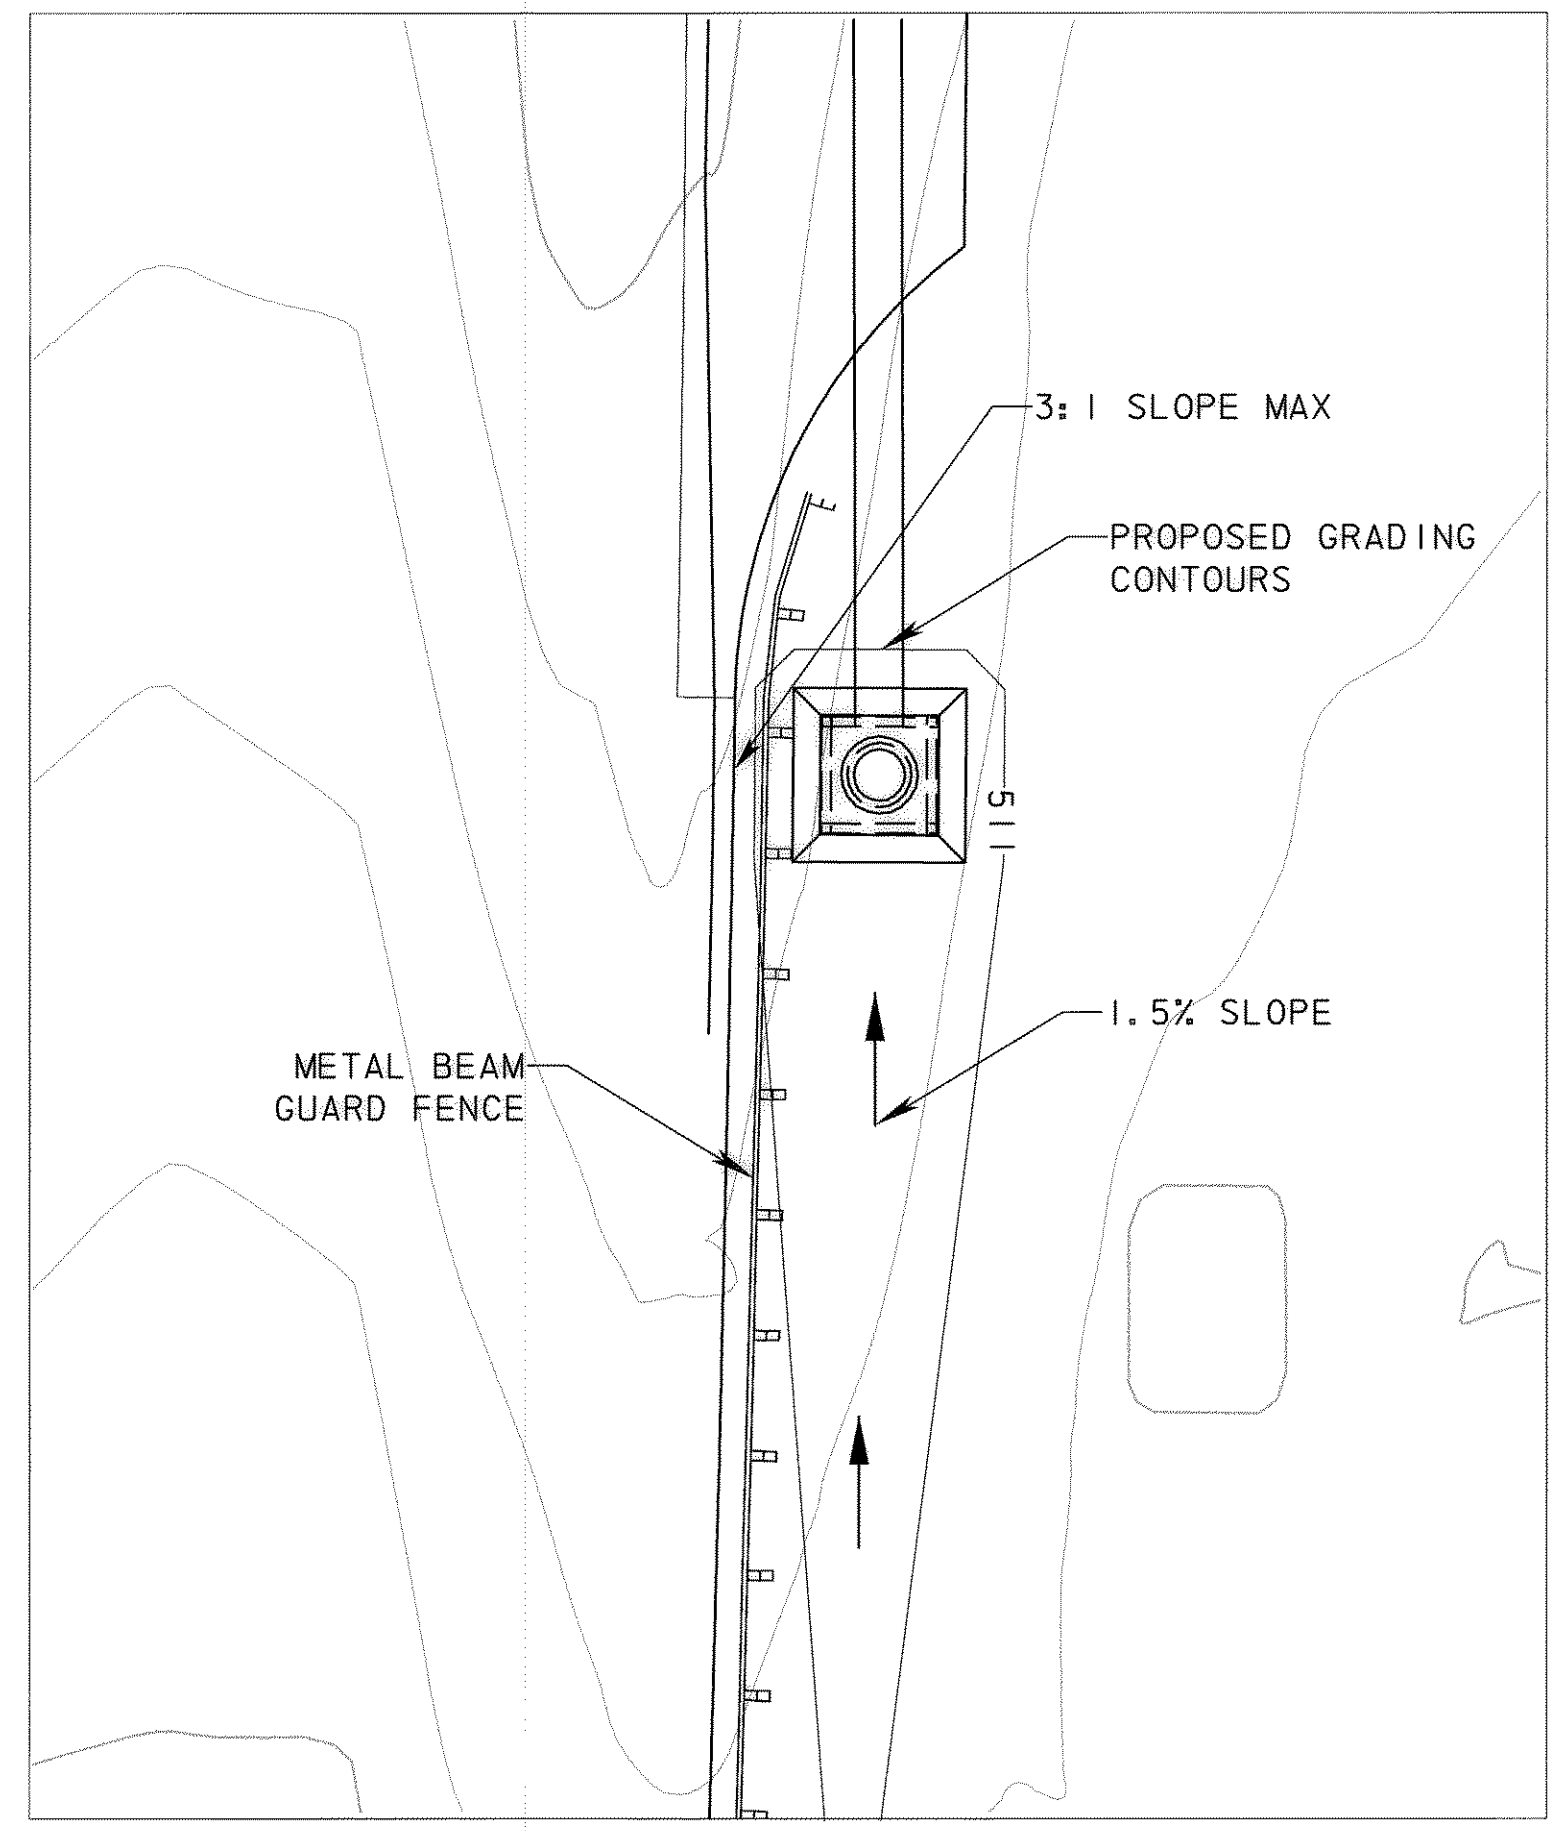 3:1 SLOPE MAX
PROPOSED GRADING
CONTOURS
511
1.5% SLOPE
METAL BEAM
GUARD FENCE